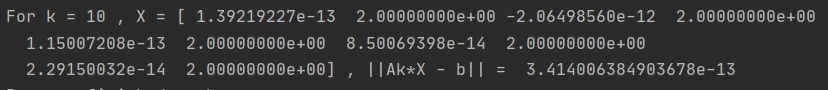 For k = 10 , X = [ 1.39219227e-13  2.00000000e+00 -2.06498560e-12  2.00000000e+00
  1.15007208e-13  2.00000000e+00  8.50069398e-14  2.00000000e+00
  2.29150032e-14  2.00000000e+00] , ||Ak*X - b|| =  3.414006384903678e-13